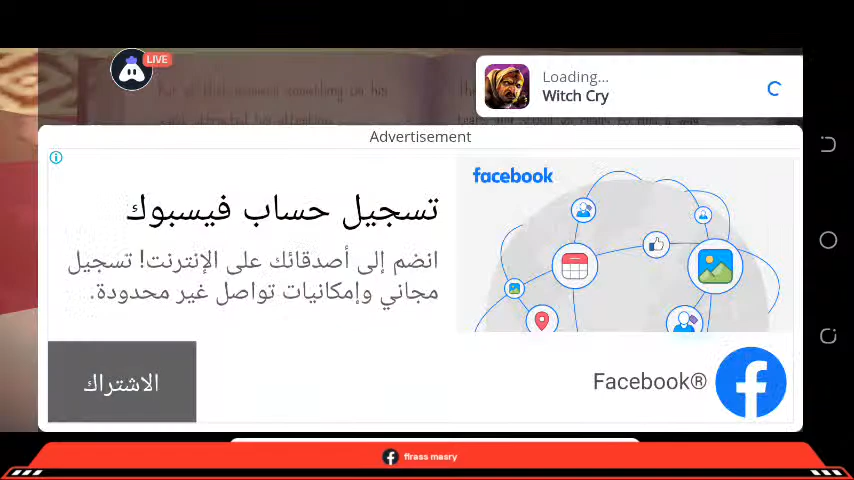 LIVE
Loading...
Witch Cry
Advertisement
facebook
تسجيل حساب فيسبوك
انضم إلى أصدقائك على الإنترنت! تسجيل
مجاني وإمكانيات تواصل غير محدودة.
الاشتراك
Facebook®
firass masry